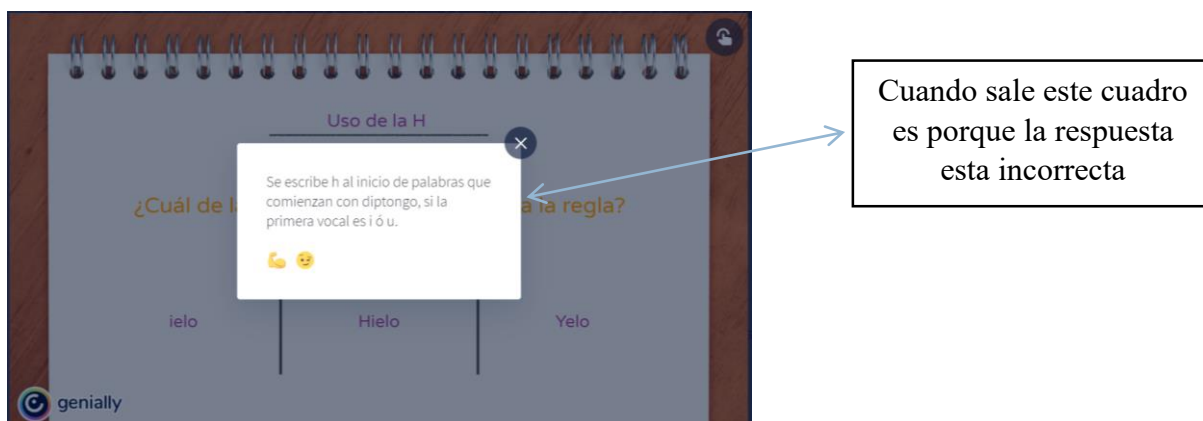 Uso de la H
Se escribe h al inicio de palabras que
comienzan con diptongo, si la
primera vocal es i ó u.
💪 😉
¿Cuál de l a la regla?
ielo Hielo Yelo
genially
Cuando sale este cuadro
es porque la respuesta
esta incorrecta